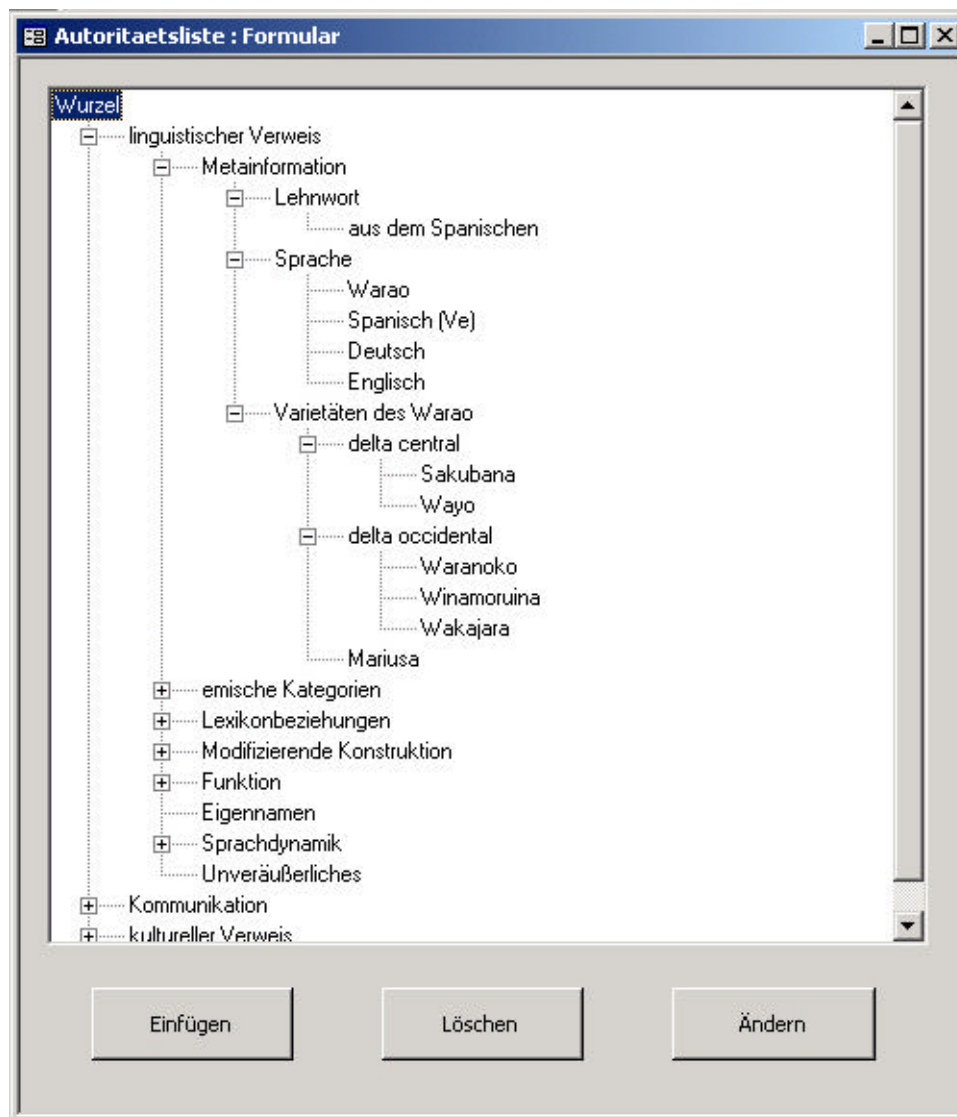 Autoritaetsliste : Formular
Wurzel
linguistischer Verweis
Metainformation
Lehnwort
aus dem Spanischen
Sprache
Warao
Spanisch (Ve)
Deutsch
Englisch
Varietäten des Warao
delta central
Sakubana
Wayo
delta occidental
Waranoko
Winamoruina
Wakajara
Mariusa
emische Kategorien
Lexikonbeziehungen
Modifizierende Konstruktion
Funktion
Eigennamen
Sprachdynamik
Unveräußerliches
Kommunikation
kultureller Verweis
Einfügen Löschen Ändern